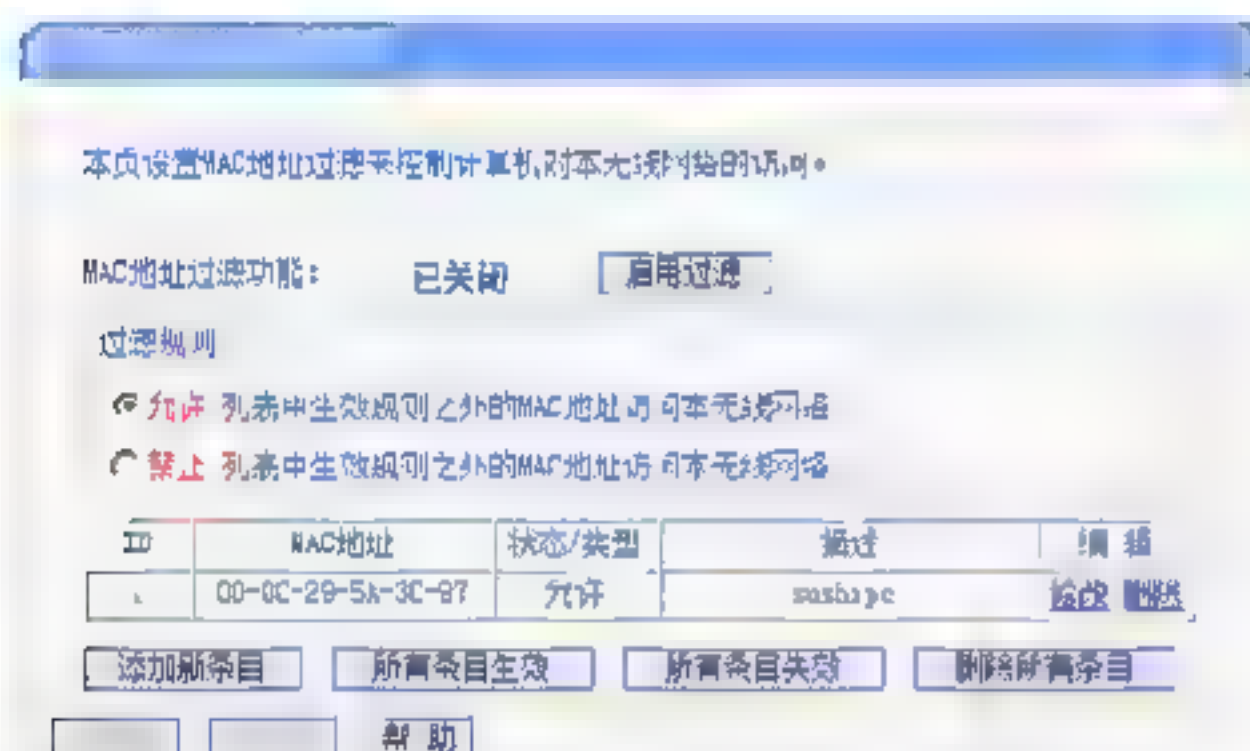 本页设置MAC地址过滤来控制计算机对本无线网络的访问。
MAC地址过滤功能： 已关闭 启用过滤
过滤规则
允许 列表中生效规则之外的MAC地址访问本无线网络
禁止 列表中生效规则之外的MAC地址访问本无线网络
ID MAC地址 状态/类型 描述 编 辑
00-0C-29-5A-3C-97 允许 修改 删除
添加新条目 所有条目生效 所有条目失效 删除所有条目
帮 助